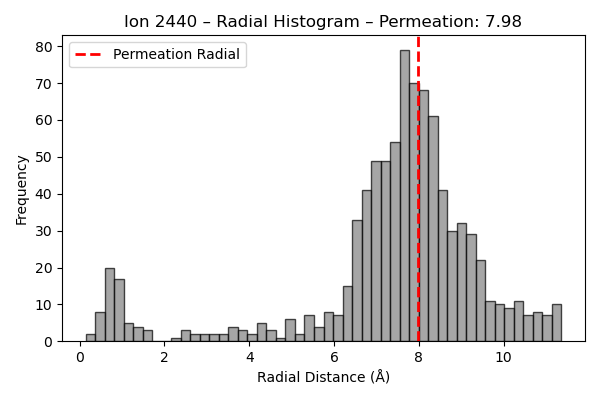 Ion 2440 – Radial Histogram – Permeation: 7.98
Permeation Radial
Frequency
80
70
60
50
40
30
20
10
0
0 2 4 6 8 10
Radial Distance (Å)